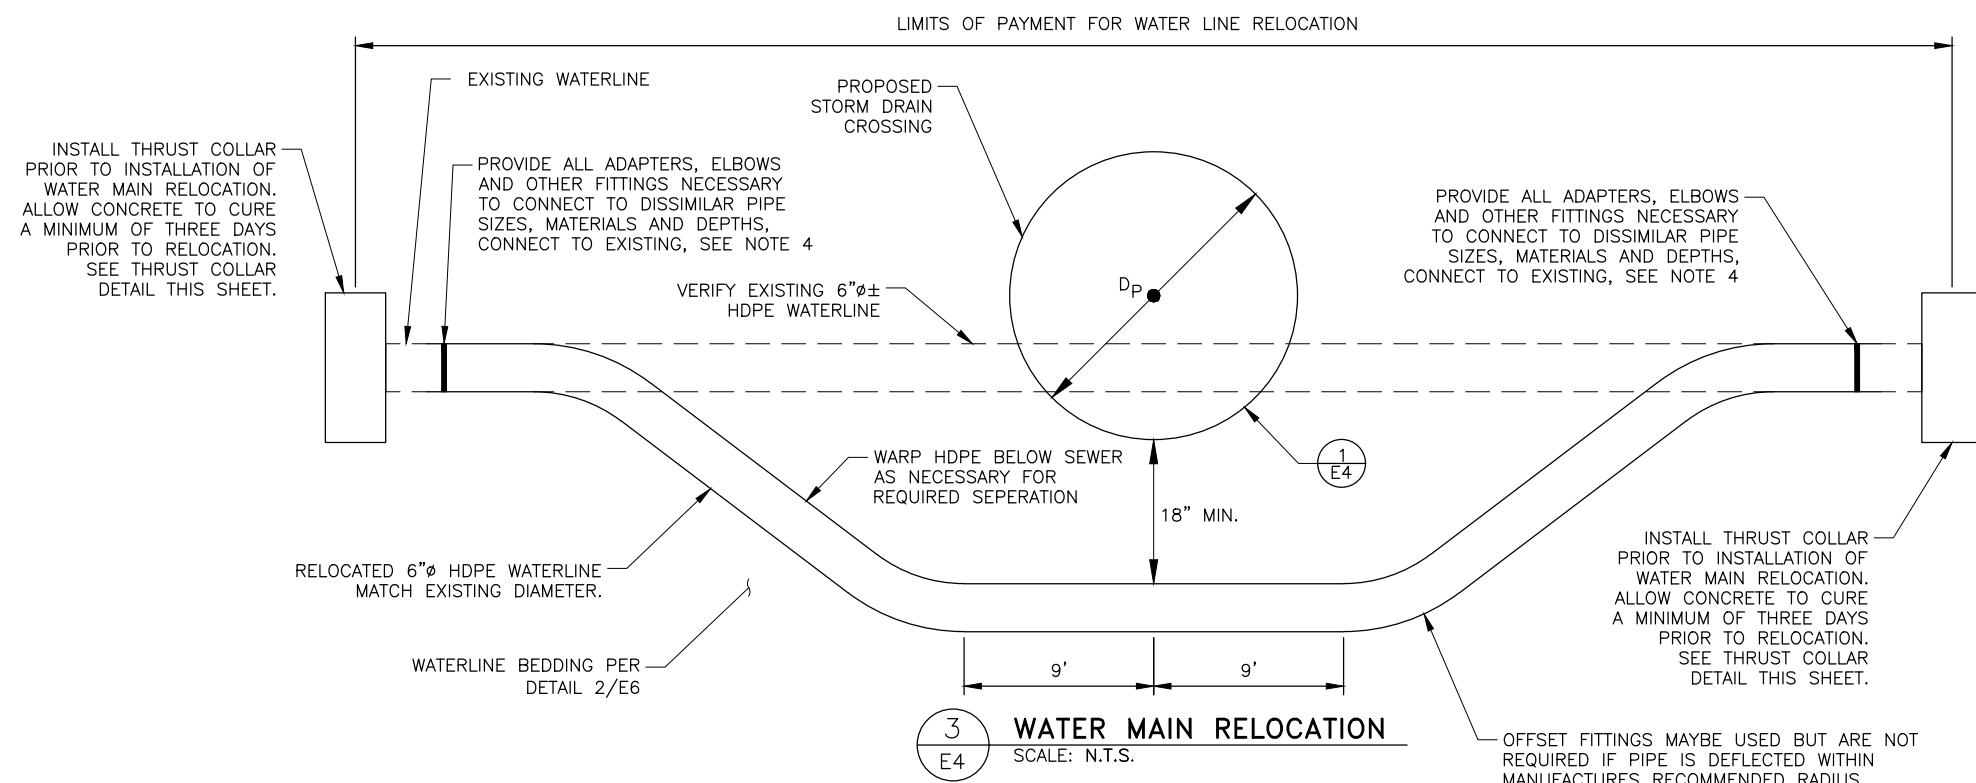 LIMITS OF PAYMENT FOR WATER LINE RELOCATION
EXISTING WATERLINE
PROPOSED
STORM DRAIN
CROSSING
INSTALL THRUST COLLAR
PRIOR TO INSTALLATION OF
WATER MAIN RELOCATION.
ALLOW CONCRETE TO CURE
A MINIMUM OF THREE DAYS
PRIOR TO RELOCATION.
SEE THRUST COLLAR
DETAIL THIS SHEET.
PROVIDE ALL ADAPTERS, ELBOWS
AND OTHER FITTINGS NECESSARY
TO CONNECT TO DISSIMILAR PIPE
SIZES, MATERIALS AND DEPTHS,
CONNECT TO EXISTING, SEE NOTE 4
PROVIDE ALL ADAPTERS, ELBOWS
AND OTHER FITTINGS NECESSARY
TO CONNECT TO DISSIMILAR PIPE
SIZES, MATERIALS AND DEPTHS,
CONNECT TO EXISTING, SEE NOTE 4
VERIFY EXISTING 6"ø±
HDPE WATERLINE
DP
WARP HDPE BELOW SEWER
AS NECESSARY FOR
REQUIRED SEPERATION
1
E4
18" MIN.
RELOCATED 6"ø HDPE WATERLINE
MATCH EXISTING DIAMETER.
INSTALL THRUST COLLAR
PRIOR TO INSTALLATION OF
WATER MAIN RELOCATION.
ALLOW CONCRETE TO CURE
A MINIMUM OF THREE DAYS
PRIOR TO RELOCATION.
SEE THRUST COLLAR
DETAIL THIS SHEET.
WATERLINE BEDDING PER
DETAIL 2/E6
9'
9'
3
E4
WATER MAIN RELOCATION
SCALE: N.T.S.
OFFSET FITTINGS MAYBE USED BUT ARE NOT
REQUIRED IF PIPE IS DEFLECTED WITHIN
MANUFACTURES RECOMMENDED RADIUS